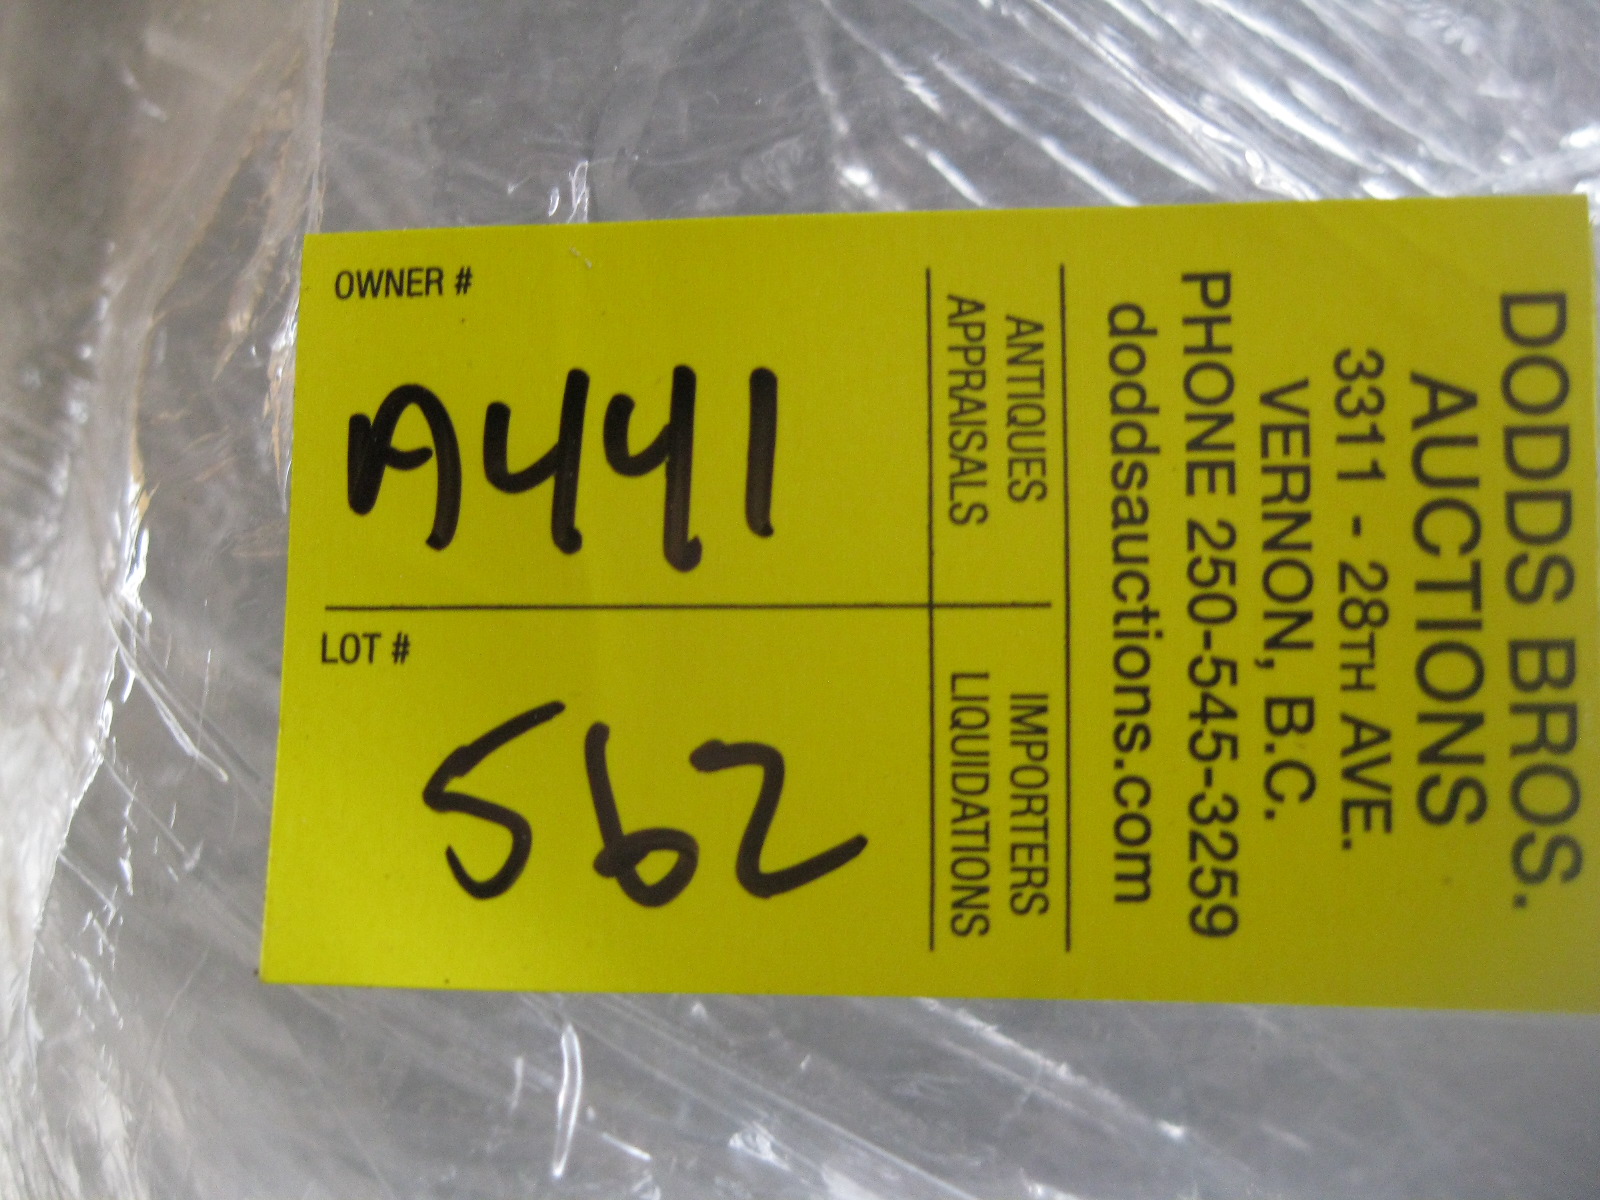 DODDS BROS.
AUCTIONS
3311 - 28TH AVE.
VERNON, B.C.
PHONE 250-545-3259
doddsauctions.com
ANTIQUES
APPRAISALS
IMPORTERS
LIQUIDATIONS
OWNER #
A441
LOT #
562